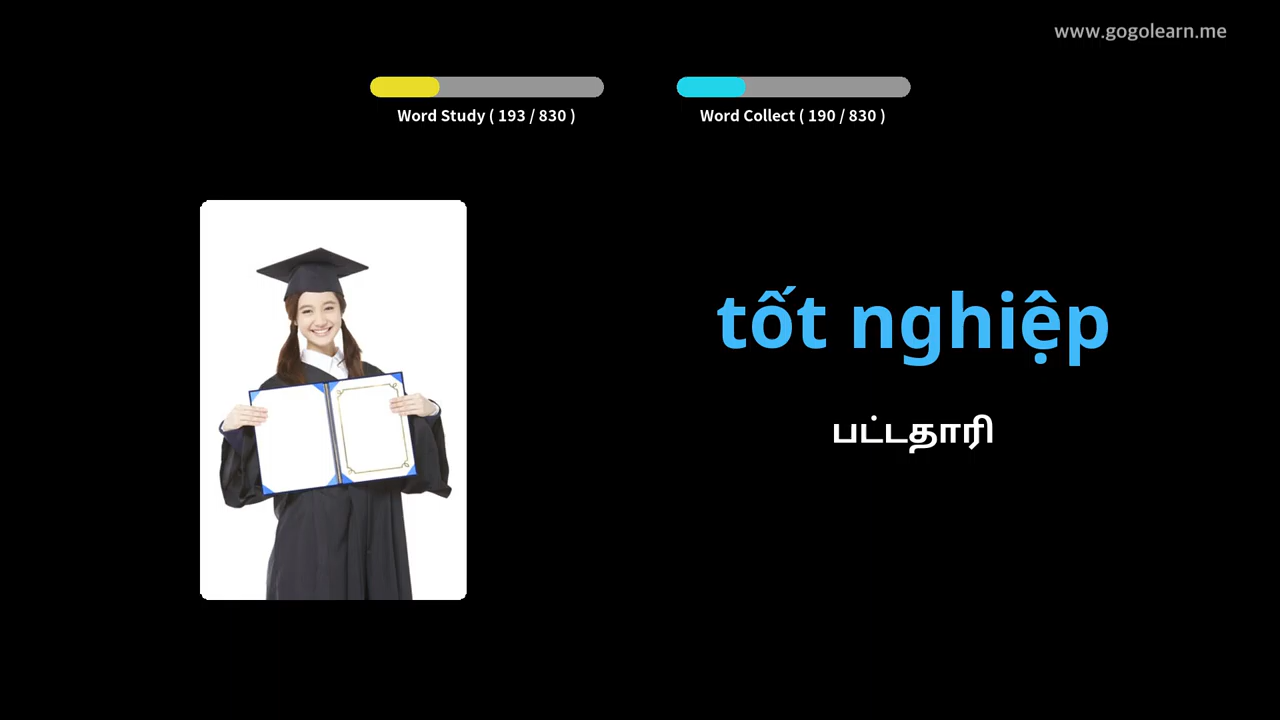 www.gogolearn.me
Word Study ( 193 / 830 )
Word Collect ( 190 / 830 )
tốt nghiệp
பட்டதாரி